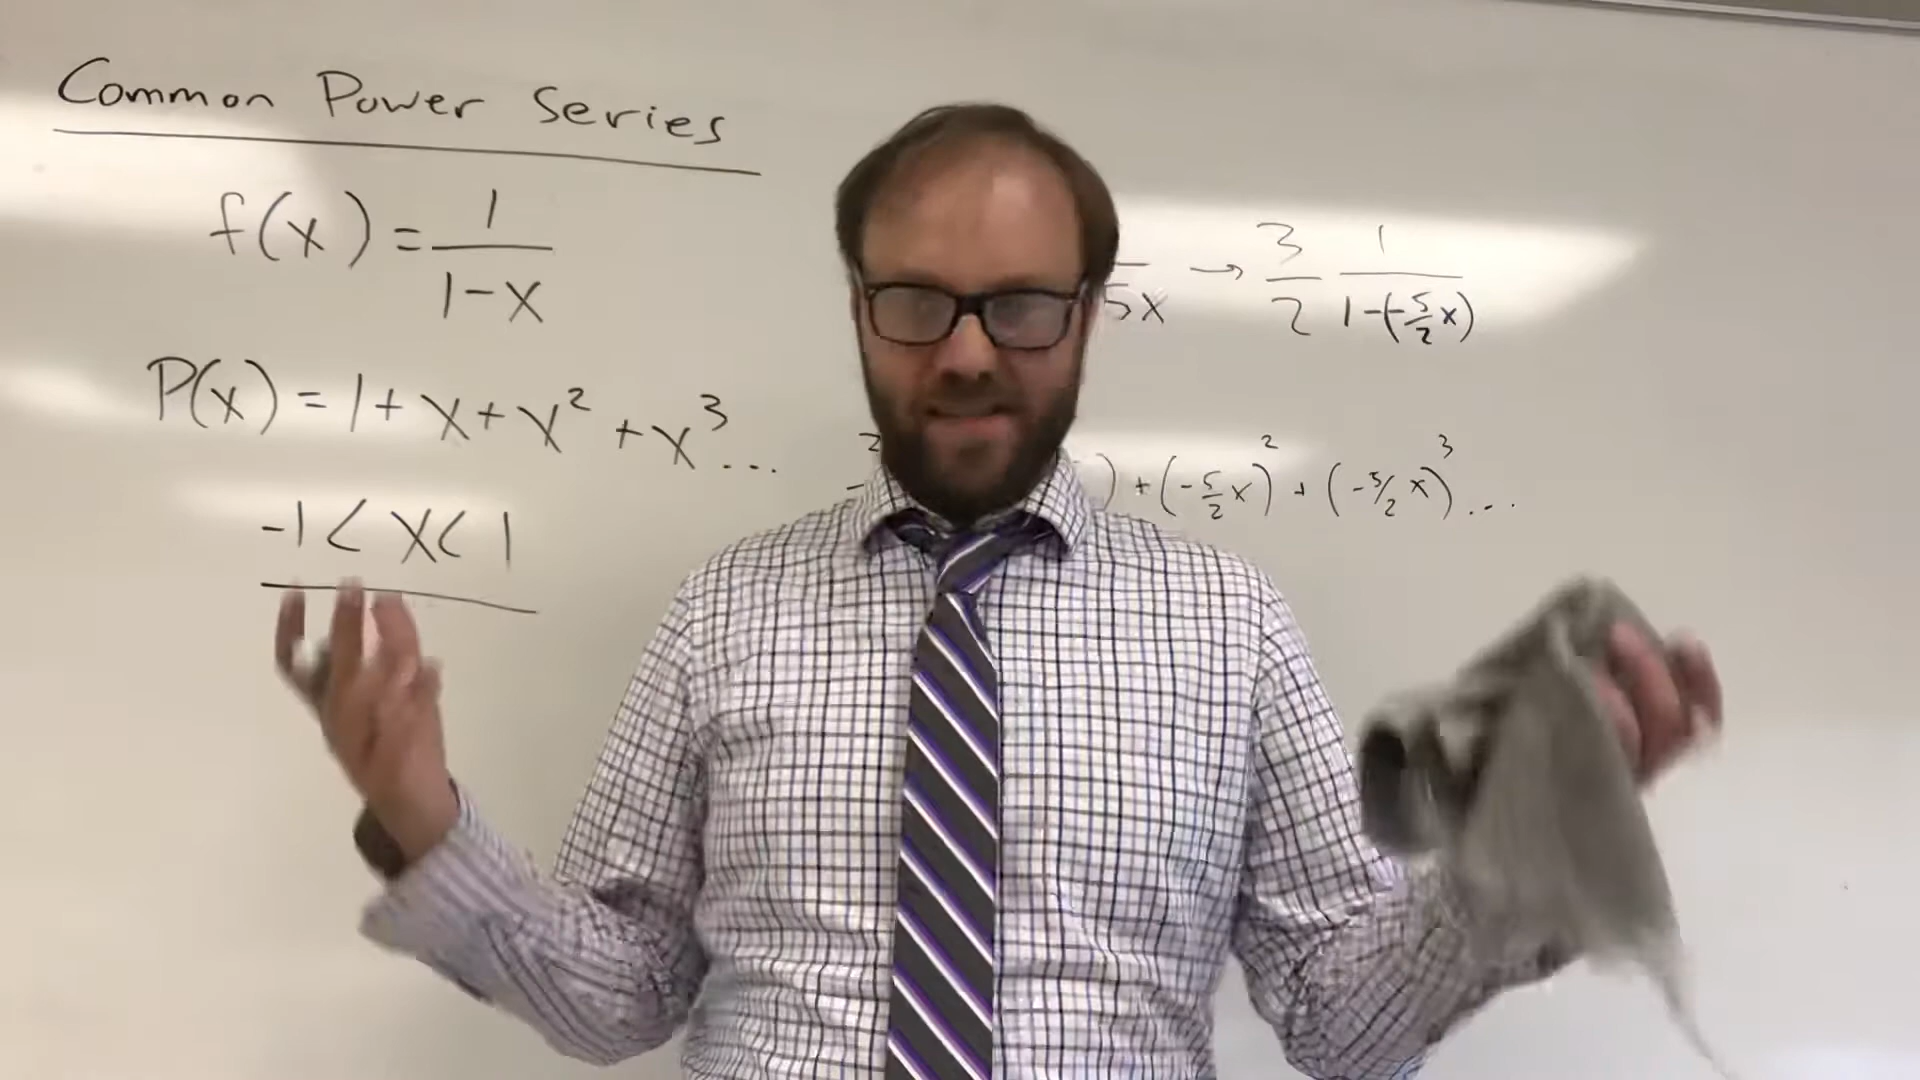 Common Power Series
f(x) = 1/(1-x)
P(x) = 1 + x + x² + x³ ...
-1 < x < 1
5x → 3/2 1/(1-(-5/2 x))
) + (-5/2 x)² + (-5/2 x)³ ...